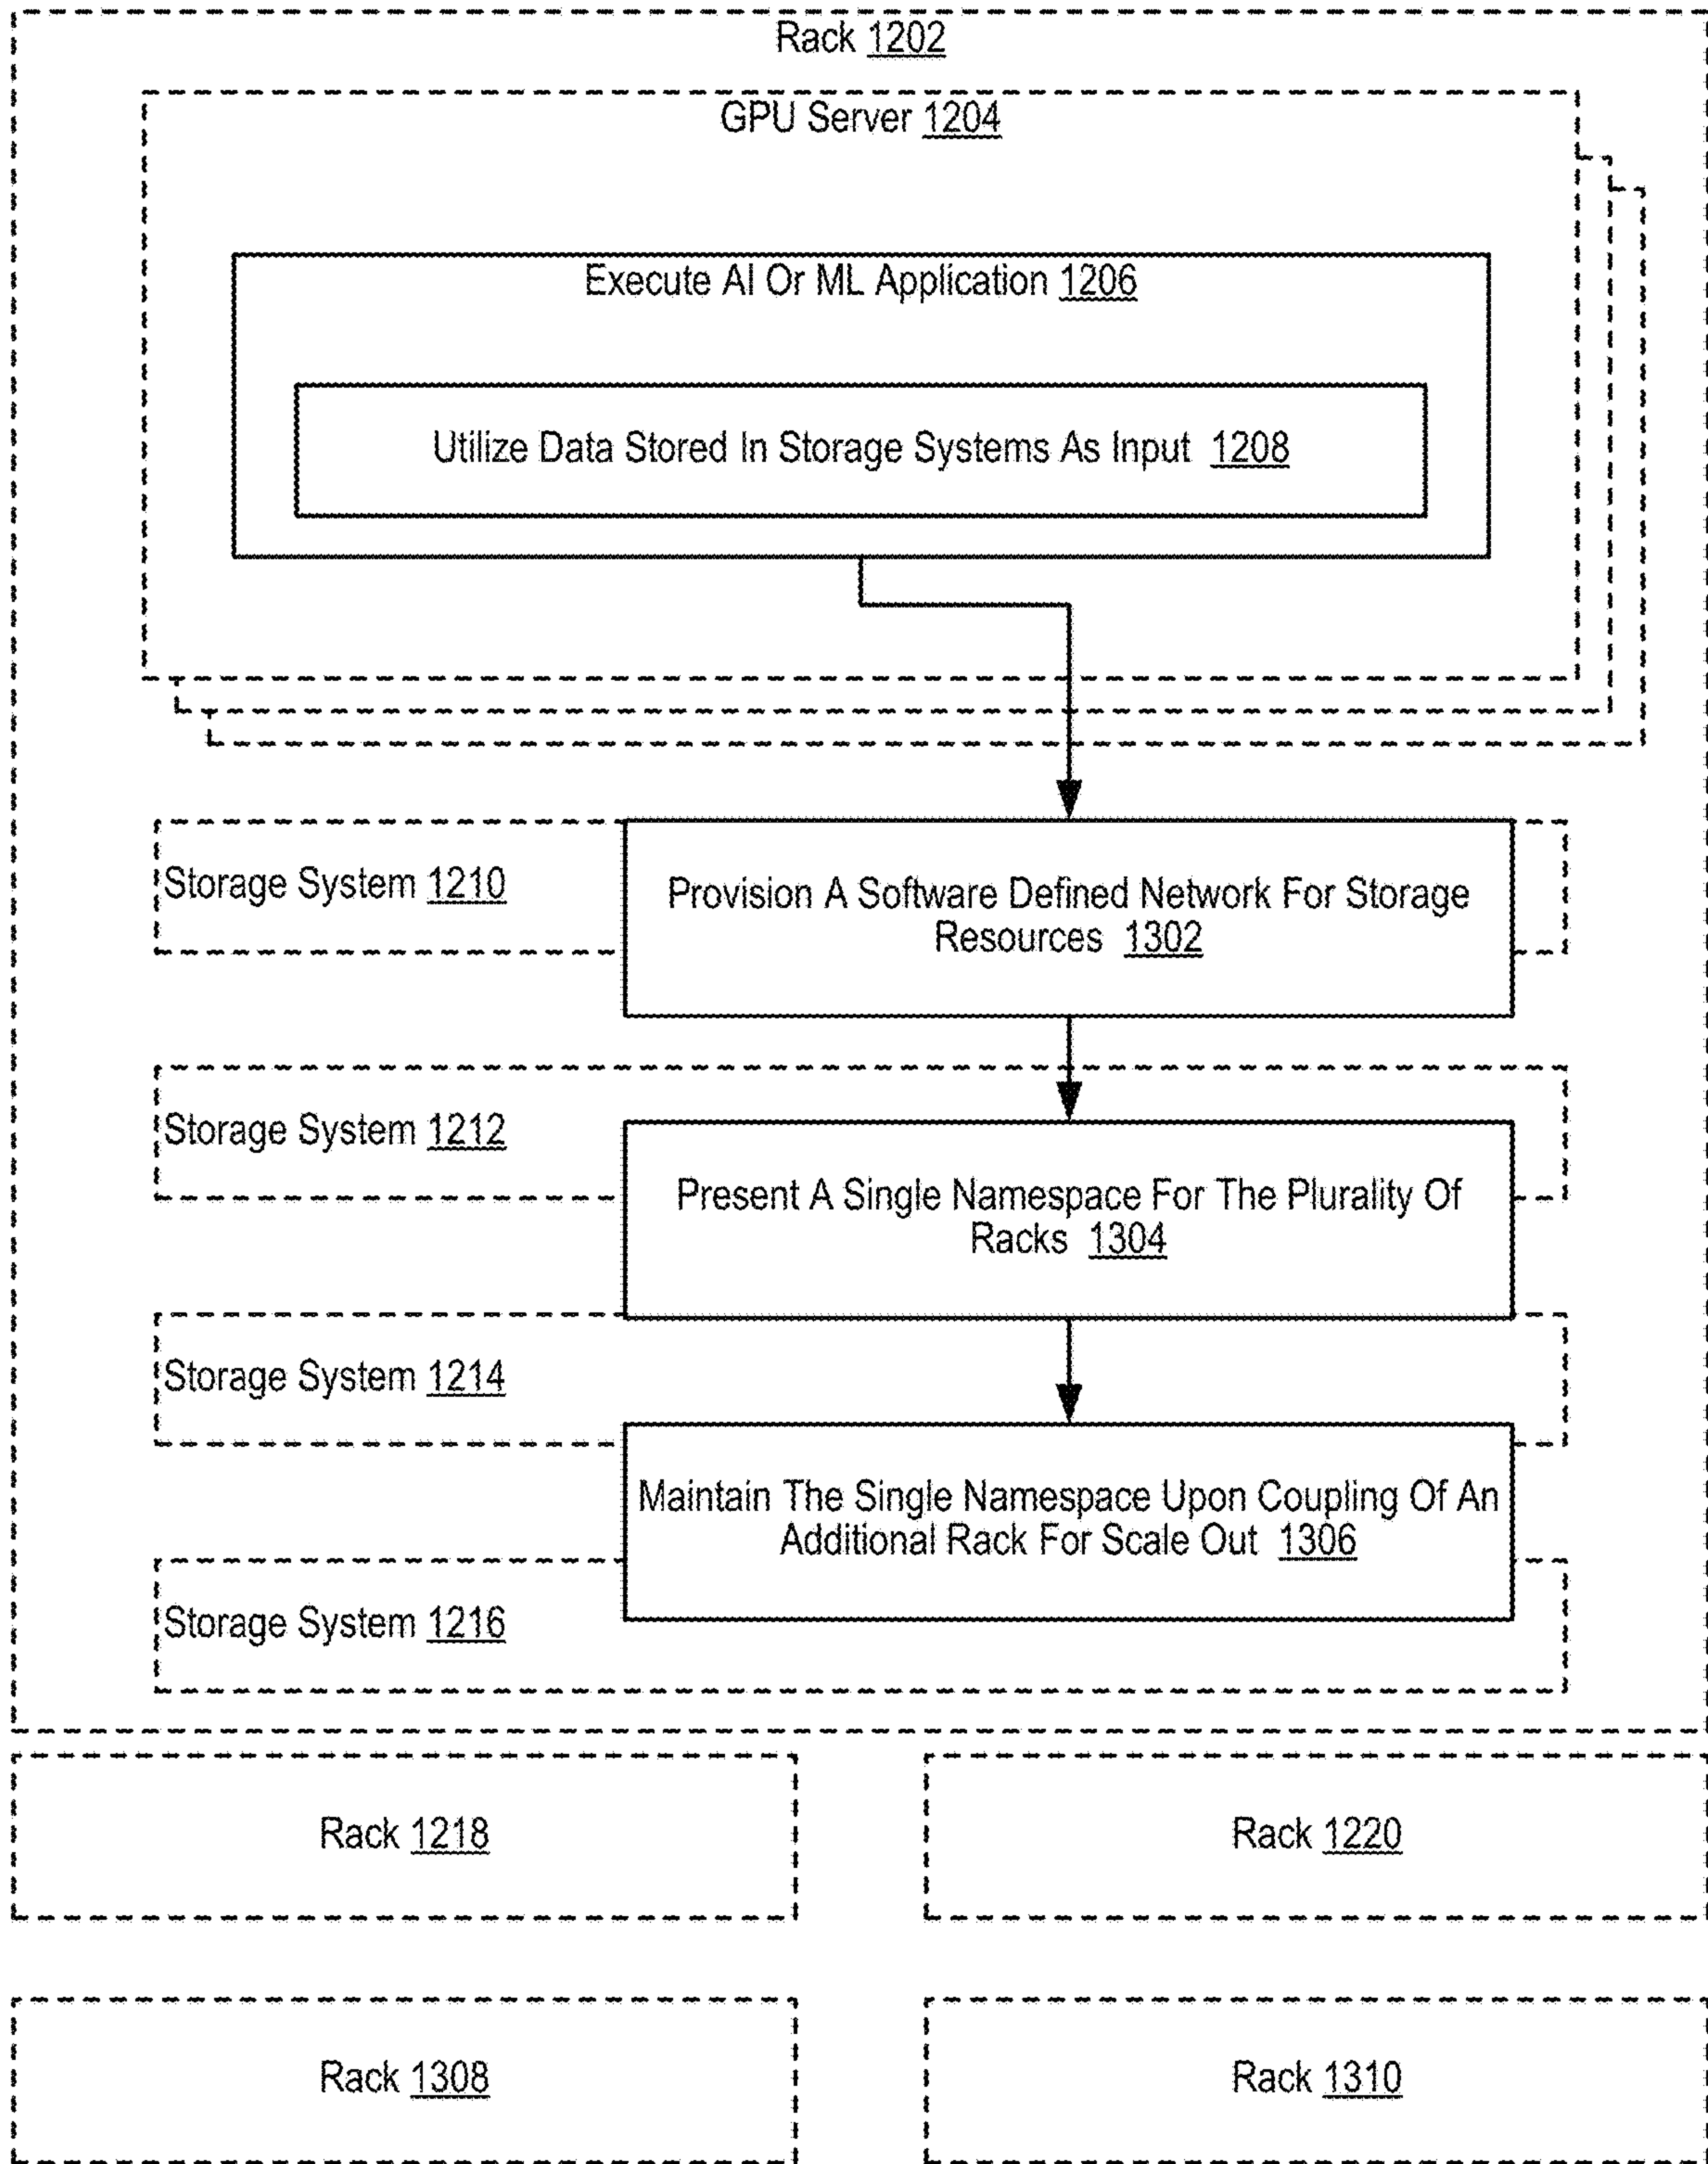 Rack 1202
GPU Server 1204
Execute AI Or ML Application 1206
Utilize Data Stored In Storage Systems As Input 1208
Storage System 1210
Provision A Software Defined Network For Storage
Resources 1302
Storage System 1212
Present A Single Namespace For The Plurality Of
Racks 1304
Storage System 1214
Maintain The Single Namespace Upon Coupling Of An
Additional Rack For Scale Out 1306
Storage System 1216
Rack 1218
Rack 1220
Rack 1308
Rack 1310